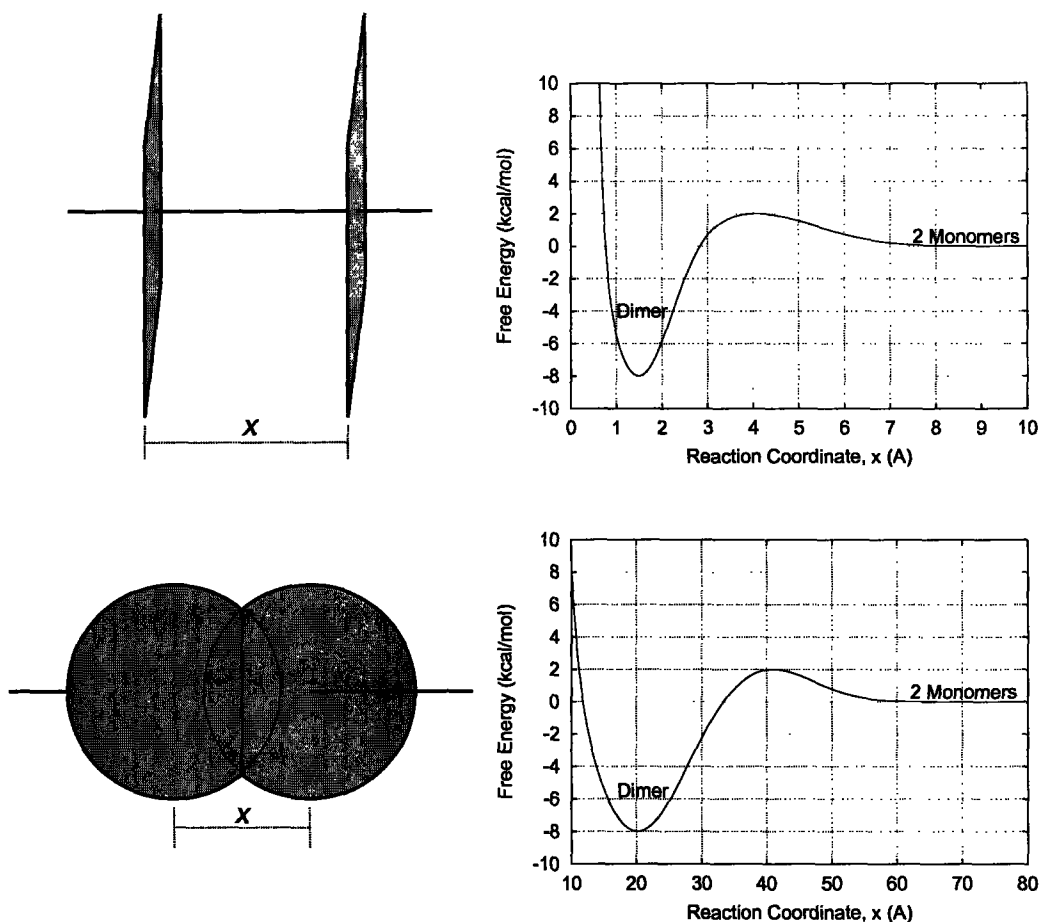 X
10
8
6
4
2
0
-2
-4
-6
-8
-10
Free Energy (kcal/mol)
2 Monomers
Dimer
0 1 2 3 4 5 6 7 8 9 10
Reaction Coordinate, x (A)
X
10
8
6
4
2
0
-2
-4
-6
-8
-10
Free Energy (kcal/mol)
2 Monomers
Dimer
10 20 30 40 50 60 70 80
Reaction Coordinate, x (A)